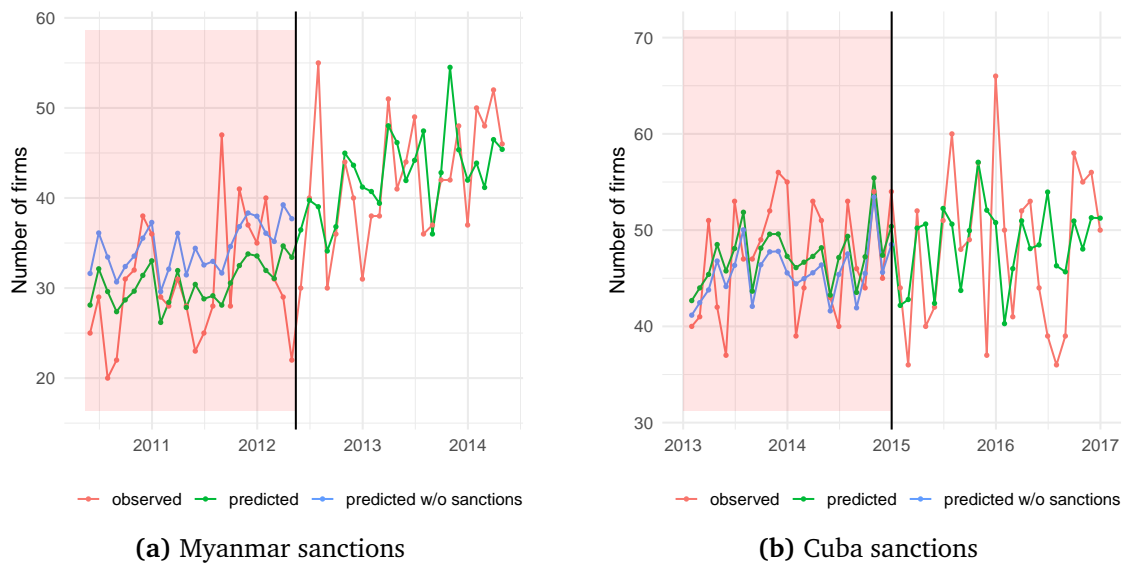 60
50
40
30
20
Number of firms
2011 2012 2013 2014
observed predicted predicted w/o sanctions
(a) Myanmar sanctions
70
60
50
40
30
Number of firms
2013 2014 2015 2016 2017
observed predicted predicted w/o sanctions
(b) Cuba sanctions